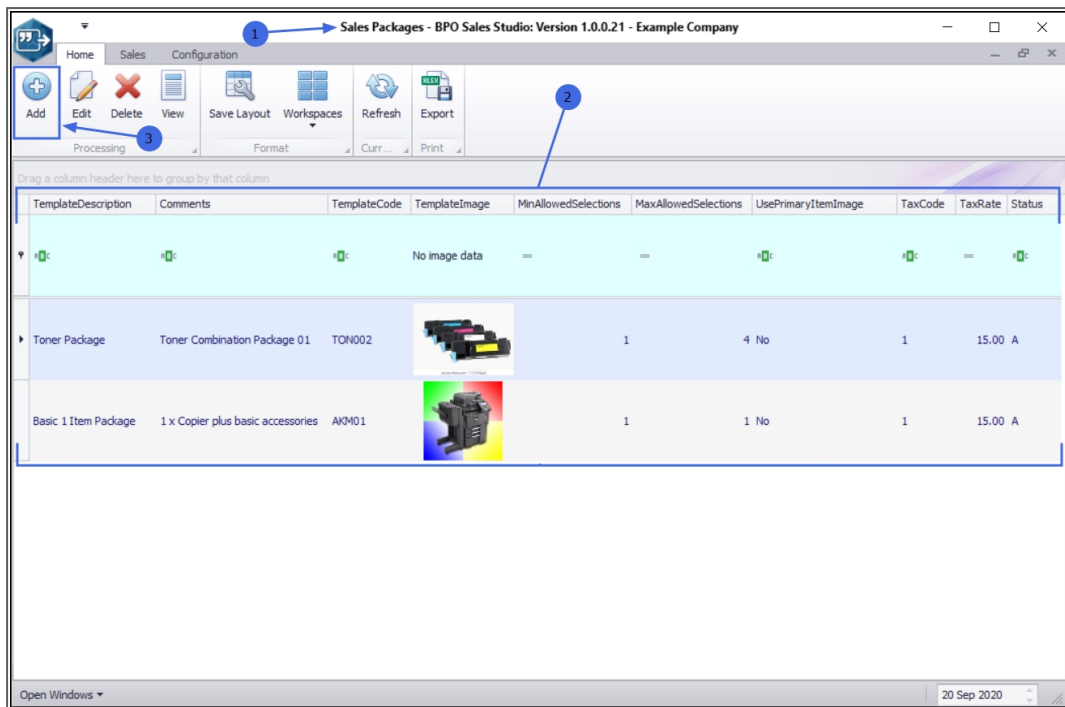 1 Sales Packages - BPO Sales Studio: Version 1.0.0.21 - Example Company
Home Sales Configuration
XLSX
Add Edit Delete View Save Layout Workspaces Refresh Export
2
3
Processing Format Curr... Print
Drag a column header here to group by that column
TemplateDescription Comments TemplateCode TemplateImage MinAllowedSelections MaxAllowedSelections UsePrimaryItemImage TaxCode TaxRate Status
No image data = = =
Toner Package Toner Combination Package 01 TON002 1 4 No 1 15.00 A
Basic 1 Item Package 1 x Copier plus basic accessories AKM01 1 1 No 1 15.00 A
Open Windows 20 Sep 2020